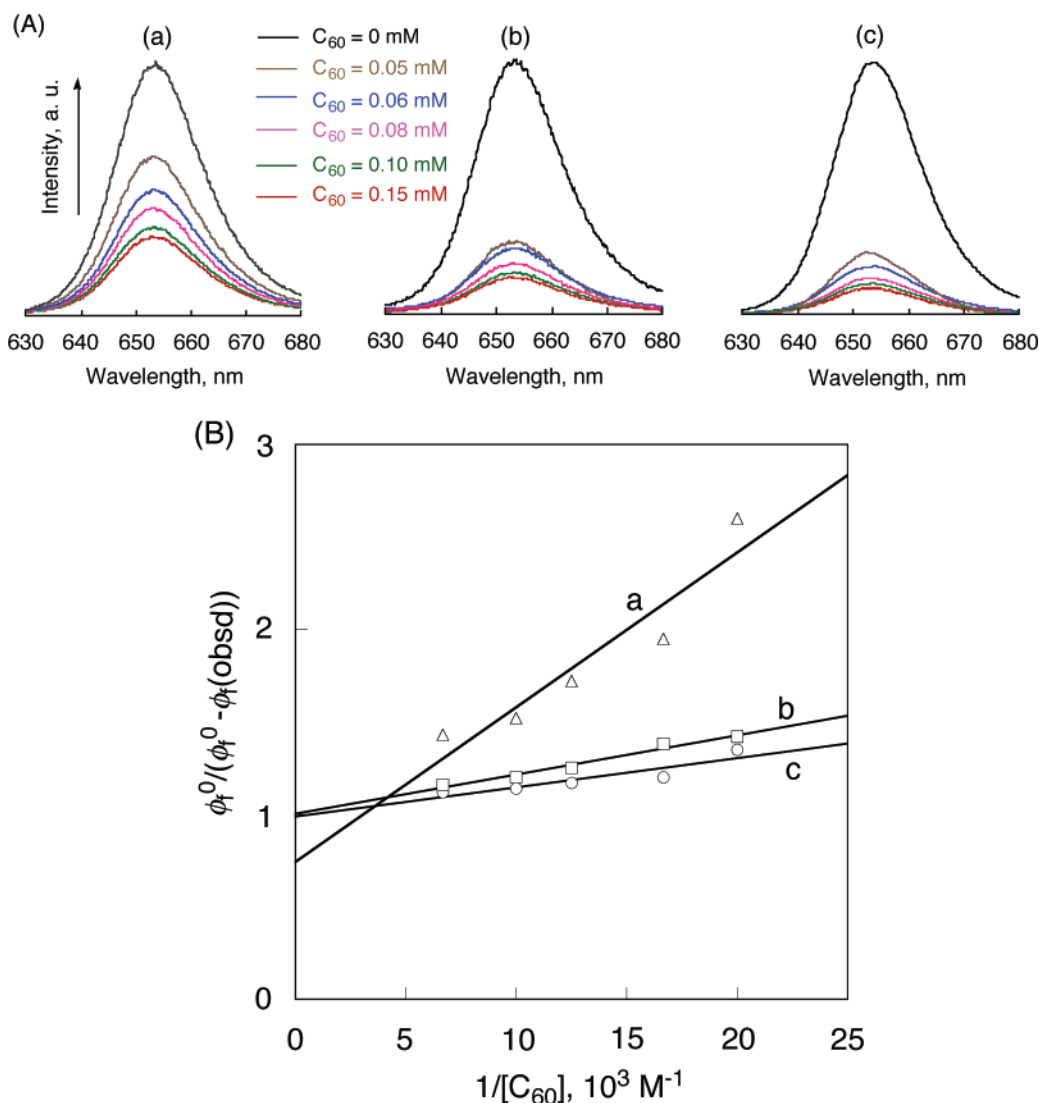 (A)
(a)
(b)
(c)
C60 = 0 mM
C60 = 0.05 mM
C60 = 0.06 mM
C60 = 0.08 mM
C60 = 0.10 mM
C60 = 0.15 mM
Intensity, a. u.
630 640 650 660 670 680
630 640 650 660 670 680
630 640 650 660 670 680
Wavelength, nm
Wavelength, nm
Wavelength, nm
(B)
3
2
1
0
ϕf0/(ϕf0 -ϕf(obsd))
a
b
c
0 5 10 15 20 25
1/[C60], 10^3 M^-1